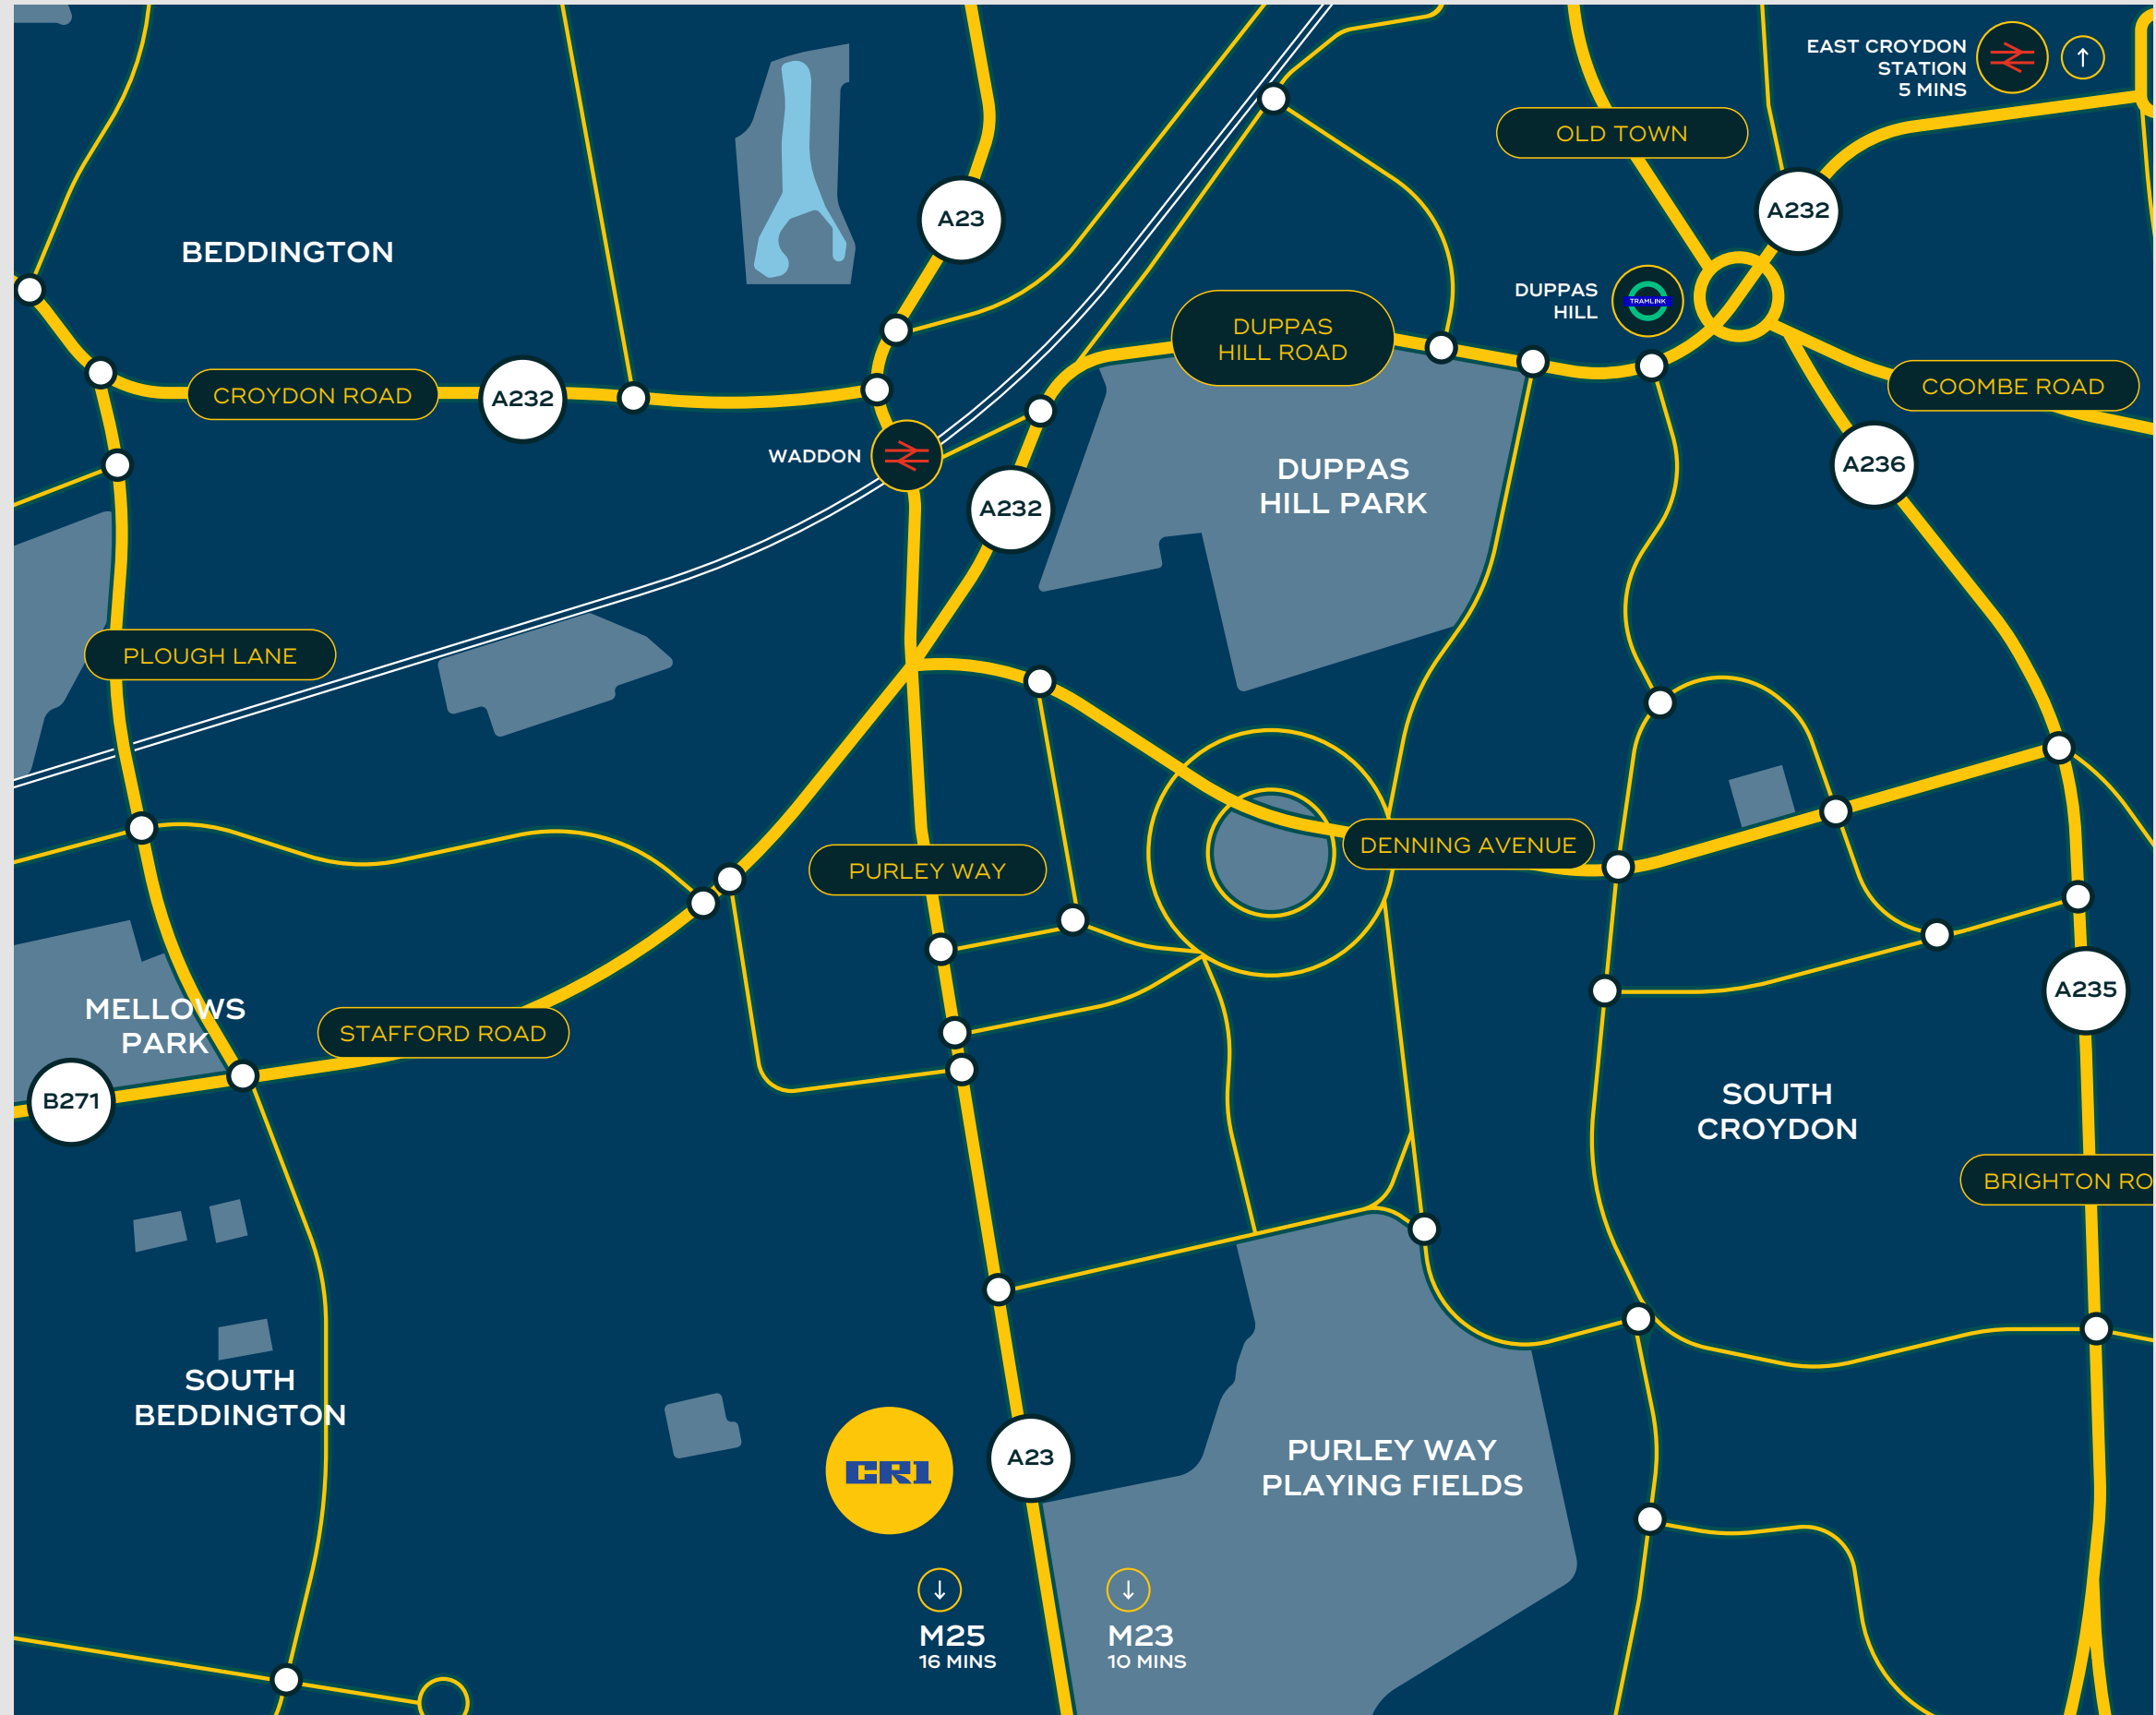 EAST CROYDON
STATION
5 MINS
OLD TOWN
A23
A232
BEDDINGTON
DUPPAS
HILL
TRAMLINK
DUPPAS
HILL ROAD
CROYDON ROAD
A232
COOMBE ROAD
WADDON
A232
DUPPAS
HILL PARK
A236
PLOUGH LANE
PURLEY WAY
DENNING AVENUE
MELLOWS
PARK
STAFFORD ROAD
A235
B271
SOUTH
CROYDON
BRIGHTON RO
SOUTH
BEDDINGTON
CR1
A23
PURLEY WAY
PLAYING FIELDS
M25
16 MINS
M23
10 MINS